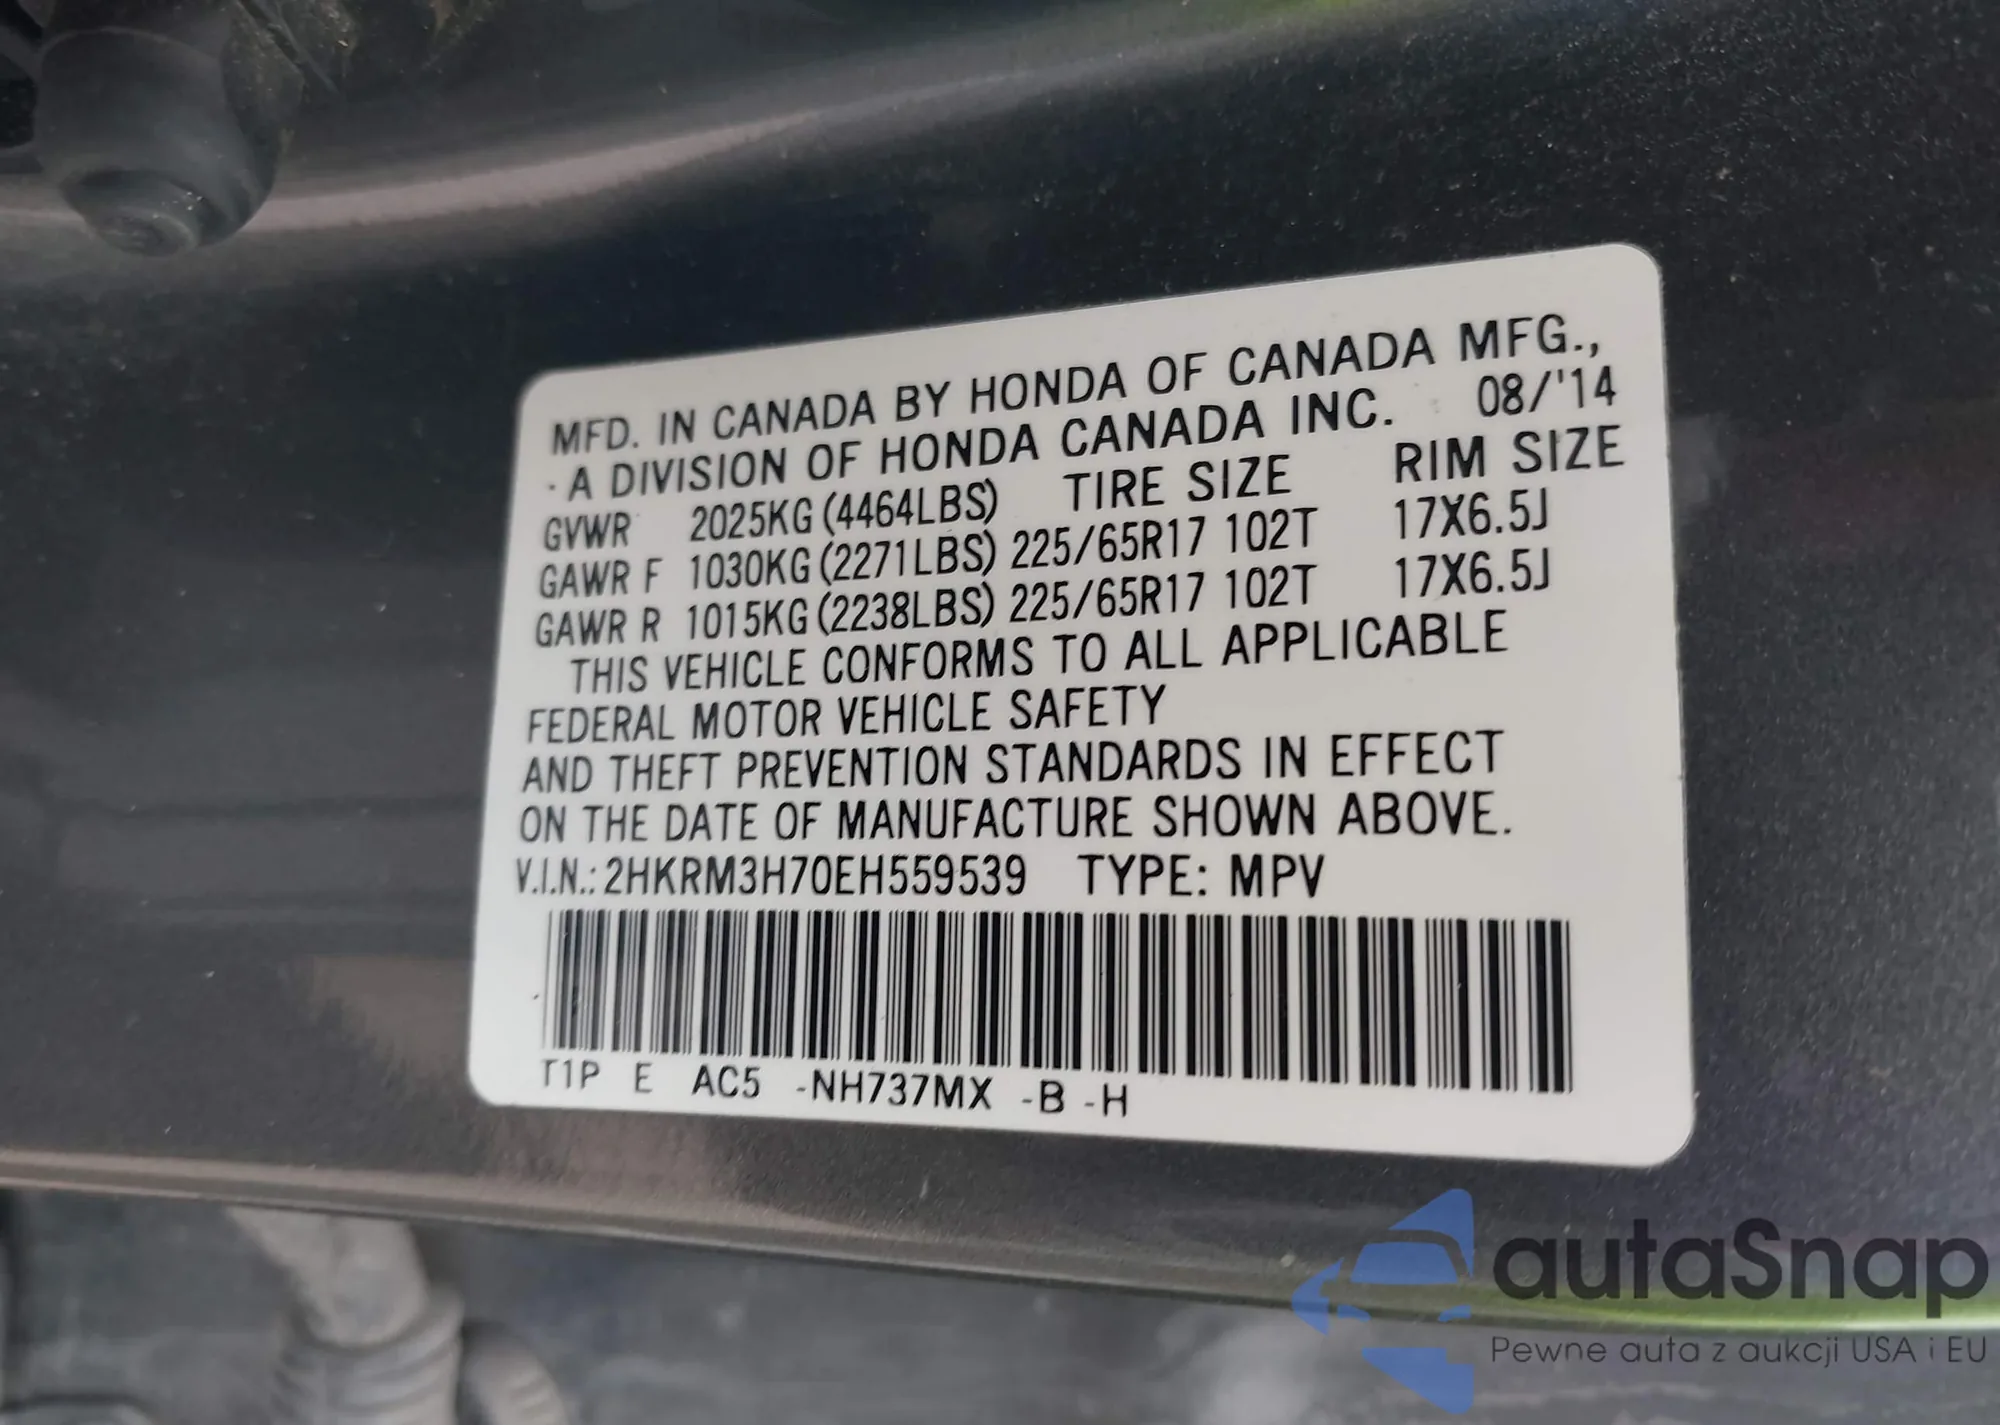 MFD. IN CANADA BY HONDA OF CANADA MFG.,
· A DIVISION OF HONDA CANADA INC. 08/'14
GVWR 2025KG (4464LBS) TIRE SIZE RIM SIZE
GAWR F 1030KG (2271LBS) 225/65R17 102T 17X6.5J
GAWR R 1015KG (2238LBS) 225/65R17 102T 17X6.5J
THIS VEHICLE CONFORMS TO ALL APPLICABLE
FEDERAL MOTOR VEHICLE SAFETY
AND THEFT PREVENTION STANDARDS IN EFFECT
ON THE DATE OF MANUFACTURE SHOWN ABOVE.
V.I.N.: 2HKRM3H70EH559539 TYPE: MPV
T1P E AC5 -NH737MX -B -H
autaSnap
Pewne auta z aukcji USA i EU